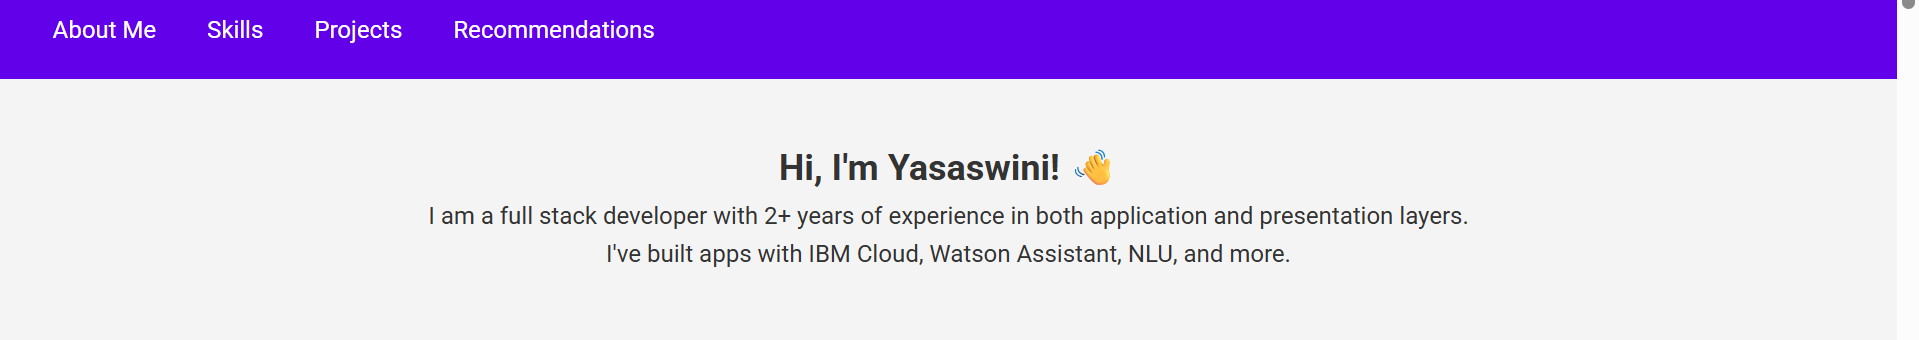 About Me Skills Projects Recommendations
Hi, I'm Yasaswini! 👋
I am a full stack developer with 2+ years of experience in both application and presentation layers.
I've built apps with IBM Cloud, Watson Assistant, NLU, and more.